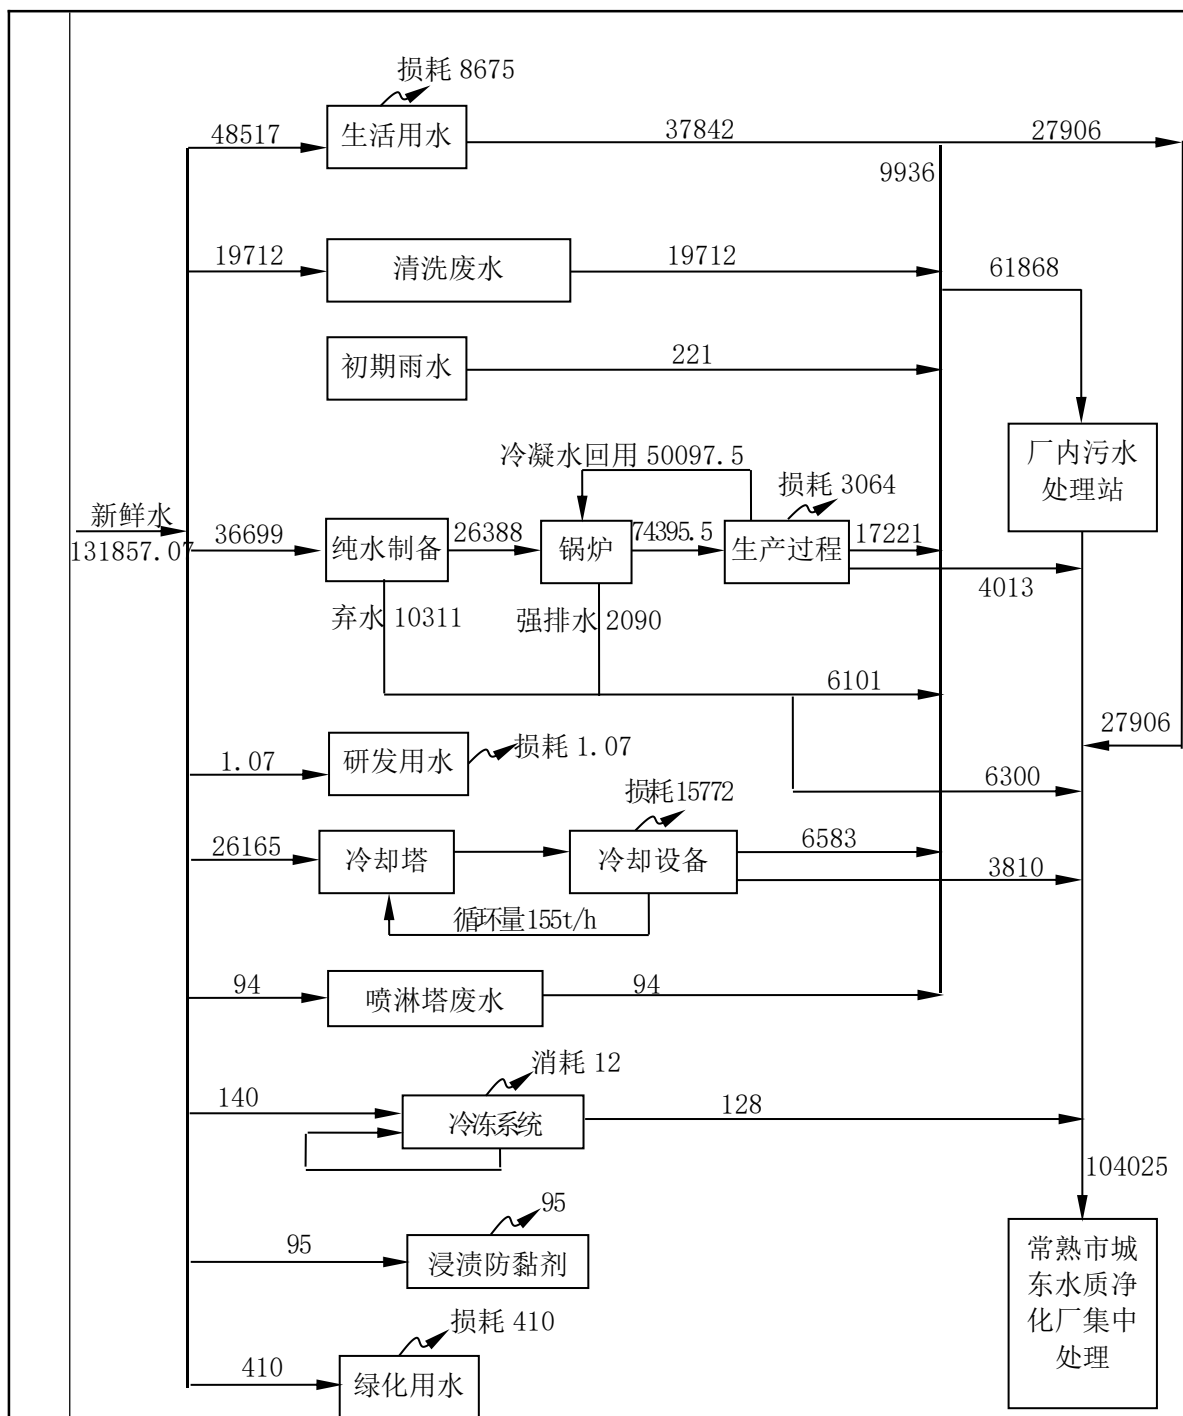 损耗 8675
48517
生活用水
37842
27906
9936
19712
清洗废水
19712
61868
初期雨水
221
厂内污水
处理站
冷凝水回用 50097.5
损耗 3064
新鲜水
131857.07
36699
纯水制备
26388
锅炉
74395.5
生产过程
17221
4013
弃水 10311
强排水 2090
6101
27906
1.07
研发用水
损耗 1.07
6300
损耗15772
26165
冷却塔
冷却设备
6583
3810
循环量155t/h
94
喷淋塔废水
94
消耗 12
140
冷冻系统
128
104025
95
95
浸渍防黏剂
常熟市城
东水质净
化厂集中
处理
损耗 410
410
绿化用水